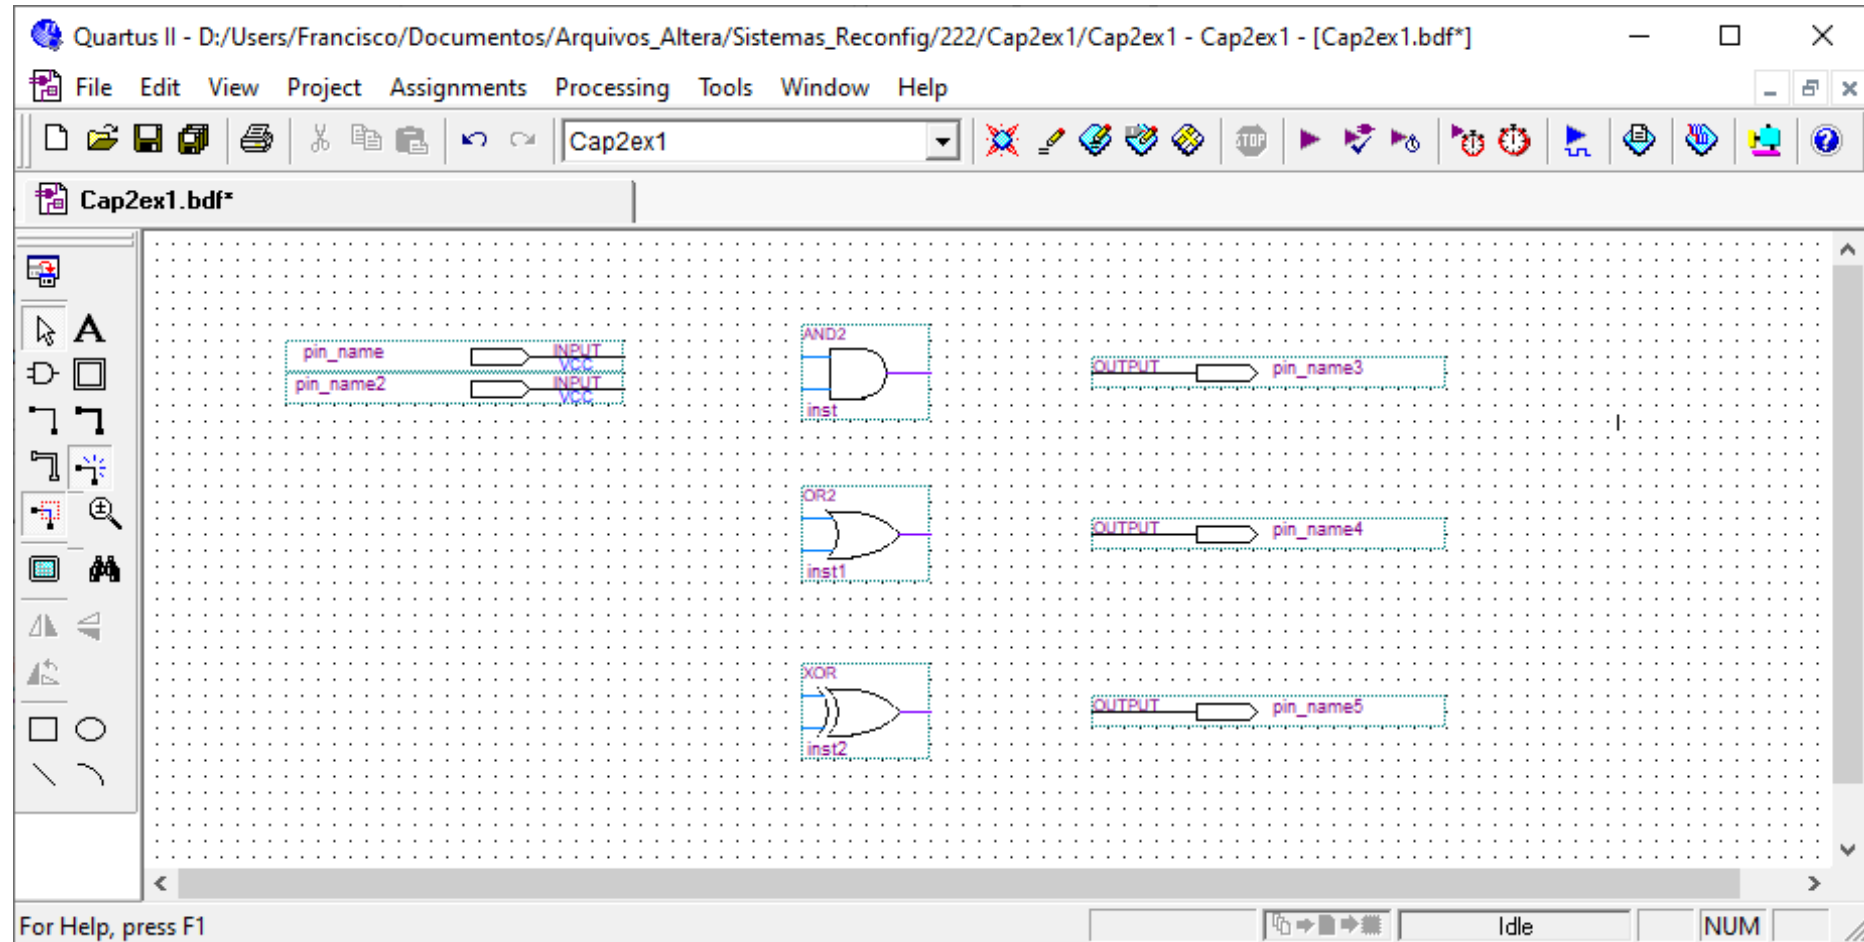 Quartus II - D:/Users/Francisco/Documentos/Arquivos_Altera/Sistemas_Reconfig/222/Cap2ex1/Cap2ex1 - Cap2ex1 - [Cap2ex1.bdf*]
File Edit View Project Assignments Processing Tools Window Help
Cap2ex1
STOP
Cap2ex1.bdf*
A
pin_name INPUT
VCC
pin_name2 INPUT
VCC
AND2
inst
OUTPUT pin_name3
OR2
inst1
OUTPUT pin_name4
XOR
inst2
OUTPUT pin_name5
For Help, press F1
Idle
NUM